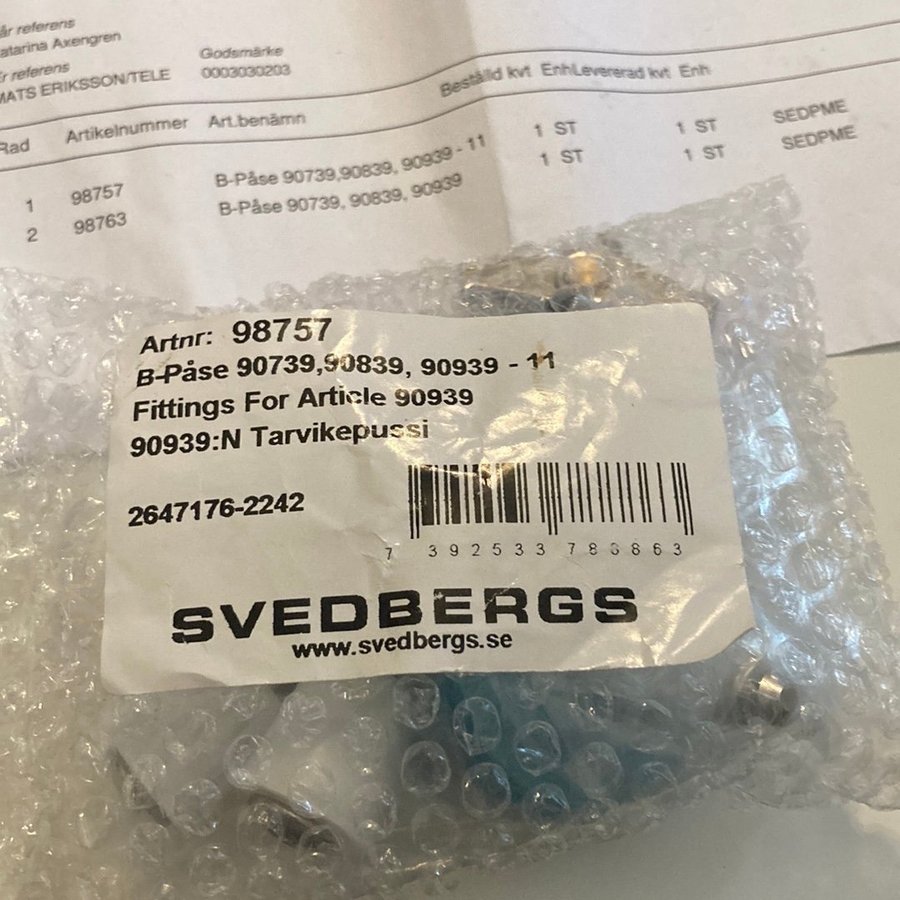 år referens
atarina Axengren
r referens
MATS ERIKSSON/TELE
Godsmärke
0003030203
Rad Artikelnummer Art.benämn Beställd kvt Enh Levererad kvt Enh
1 98757 B-Påse 90739,90839, 90939 - 11 1 ST 1 ST SEDPME
2 98763 B-Påse 90739, 90839, 90939 1 ST 1 ST SEDPME
Artnr: 98757
B-Påse 90739,90839, 90939 - 11
Fittings For Article 90939
90939:N Tarvikepussi
2647176-2242
7 392533 786863
SVEDBERGS
www.svedbergs.se